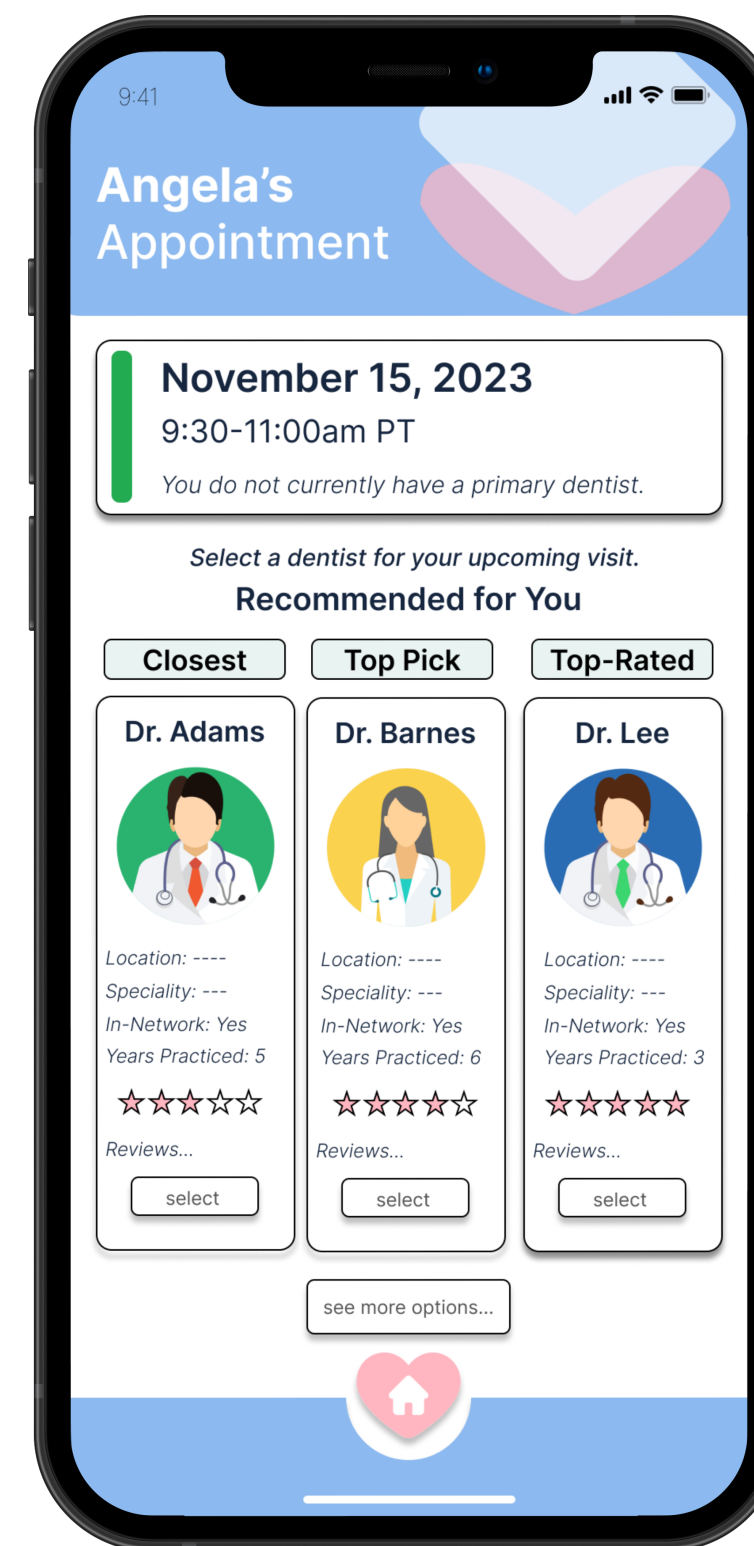 9:41
Angela’s
Appointment
November 15, 2023
9:30-11:00am PT
You do not currently have a primary dentist.
Select a dentist for your upcoming visit.
Recommended for You
Closest
Top Pick
Top-Rated
Dr. Adams
Location: ----
Speciality: ---
In-Network: Yes
Years Practiced: 5
Reviews...
select
Dr. Barnes
Location: ----
Speciality: ---
In-Network: Yes
Years Practiced: 6
Reviews...
select
Dr. Lee
Location: ----
Speciality: ---
In-Network: Yes
Years Practiced: 3
Reviews...
select
see more options...